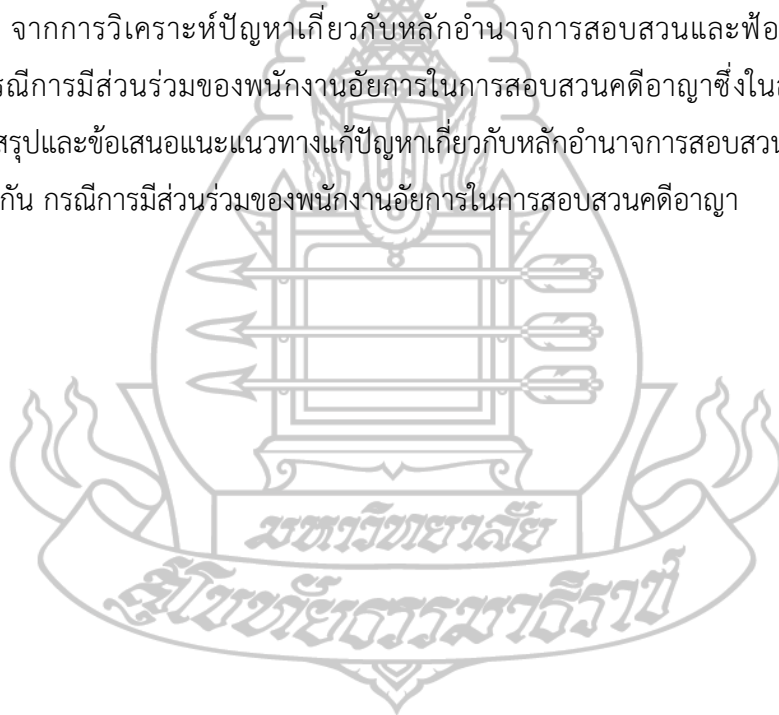 จากการวิเคราะห์ปัญหาเกี่ยวกับหลักอำนาจการสอบสวนและฟ้อ
รณีการมีส่วนร่วมของพนักงานอัยการในการสอบสวนคดีอาญาซึ่งใน
สรุปและข้อเสนอแนะแนวทางแก้ปัญหาเกี่ยวกับหลักอำนาจการสอบสวน
กัน กรณีการมีส่วนร่วมของพนักงานอัยการในการสอบสวนคดีอาญา
มหาวิทยาลัย
สุโขทัยธรรมาธิราช